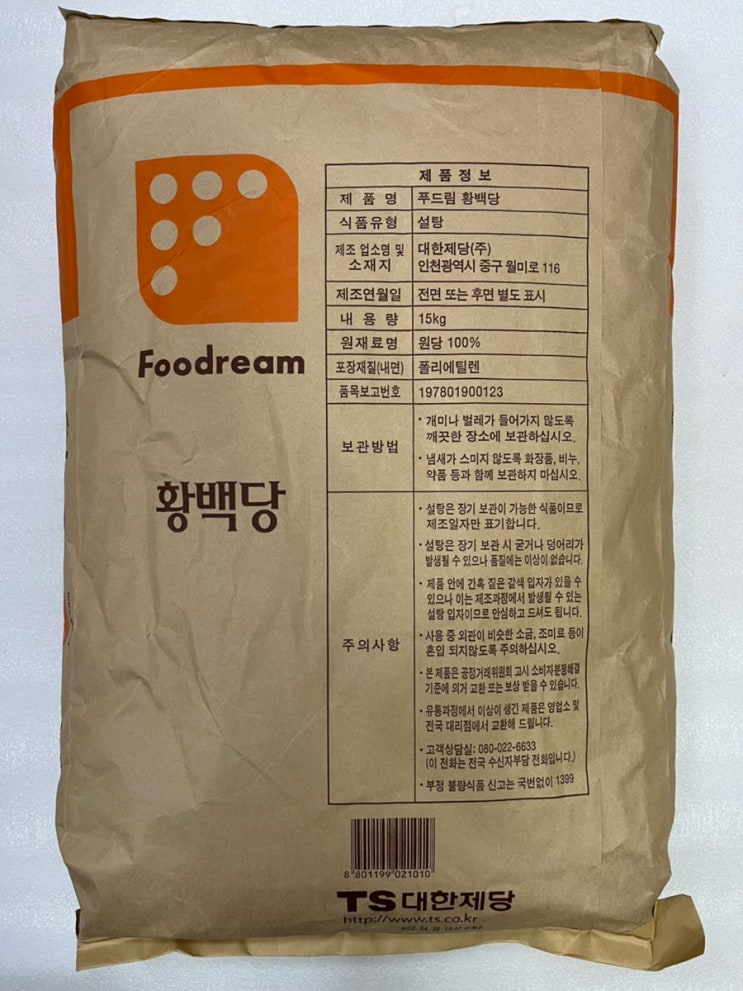 Foodream
황백당
제품정보
제품명 푸드림 황백당
식품유형 설탕
제조 업소명 및 소재지 대한제당(주)
인천광역시 중구 월미로 116
제조연월일 전면 또는 후면 별도 표시
내용량 15kg
원재료명 원당 100%
포장재질(내면) 폴리에틸렌
품목보고번호 197801900123
보관방법
• 개미나 벌레가 들어가지 않도록
깨끗한 장소에 보관하십시오.
• 냄새가 스미지 않도록 화장품, 비누,
약품 등과 함께 보관하지 마십시오.
주의사항
• 설탕은 장기 보관이 가능한 식품이므로
제조일자만 표기합니다.
• 설탕은 장기 보관 시 굳거나 덩어리가
발생될 수 있으나 품질에는 이상이 없습니다.
• 제품 안에 간혹 짙은 갈색 입자가 있을 수
있으나 이는 제조과정에서 발생될 수 있는
설탕 입자이므로 안심하고 드셔도 됩니다.
• 사용 중 외관이 비슷한 소금, 조미료 등이
혼입 되지않도록 주의하십시오.
• 본 제품은 공정거래위원회 고시 소비자분쟁해결
기준에 의거 교환 또는 보상 받을 수 있습니다.
• 유통과정에서 이상이 생긴 제품은 영업소 및
전국 대리점에서 교환해 드립니다.
• 고객상담실: 080-022-6633
(이 전화는 전국 수신자부담 전화입니다.)
• 부정 불량식품 신고는 국번없이 1399
8 801199 021010
TS 대한제당
http://www.ts.co.kr